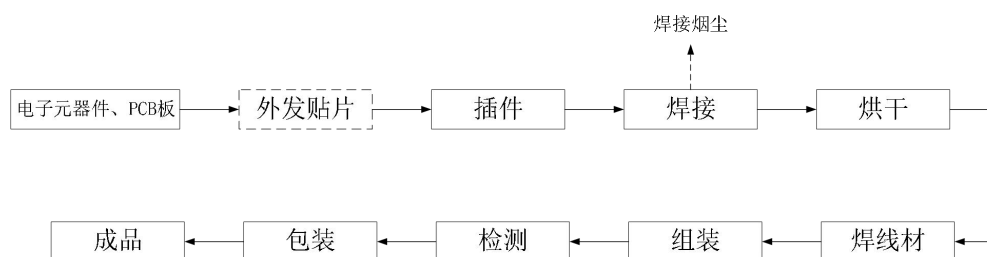 焊接烟尘
电子元器件、PCB板
外发贴片
插件
焊接
烘干
成品
包装
检测
组装
焊线材